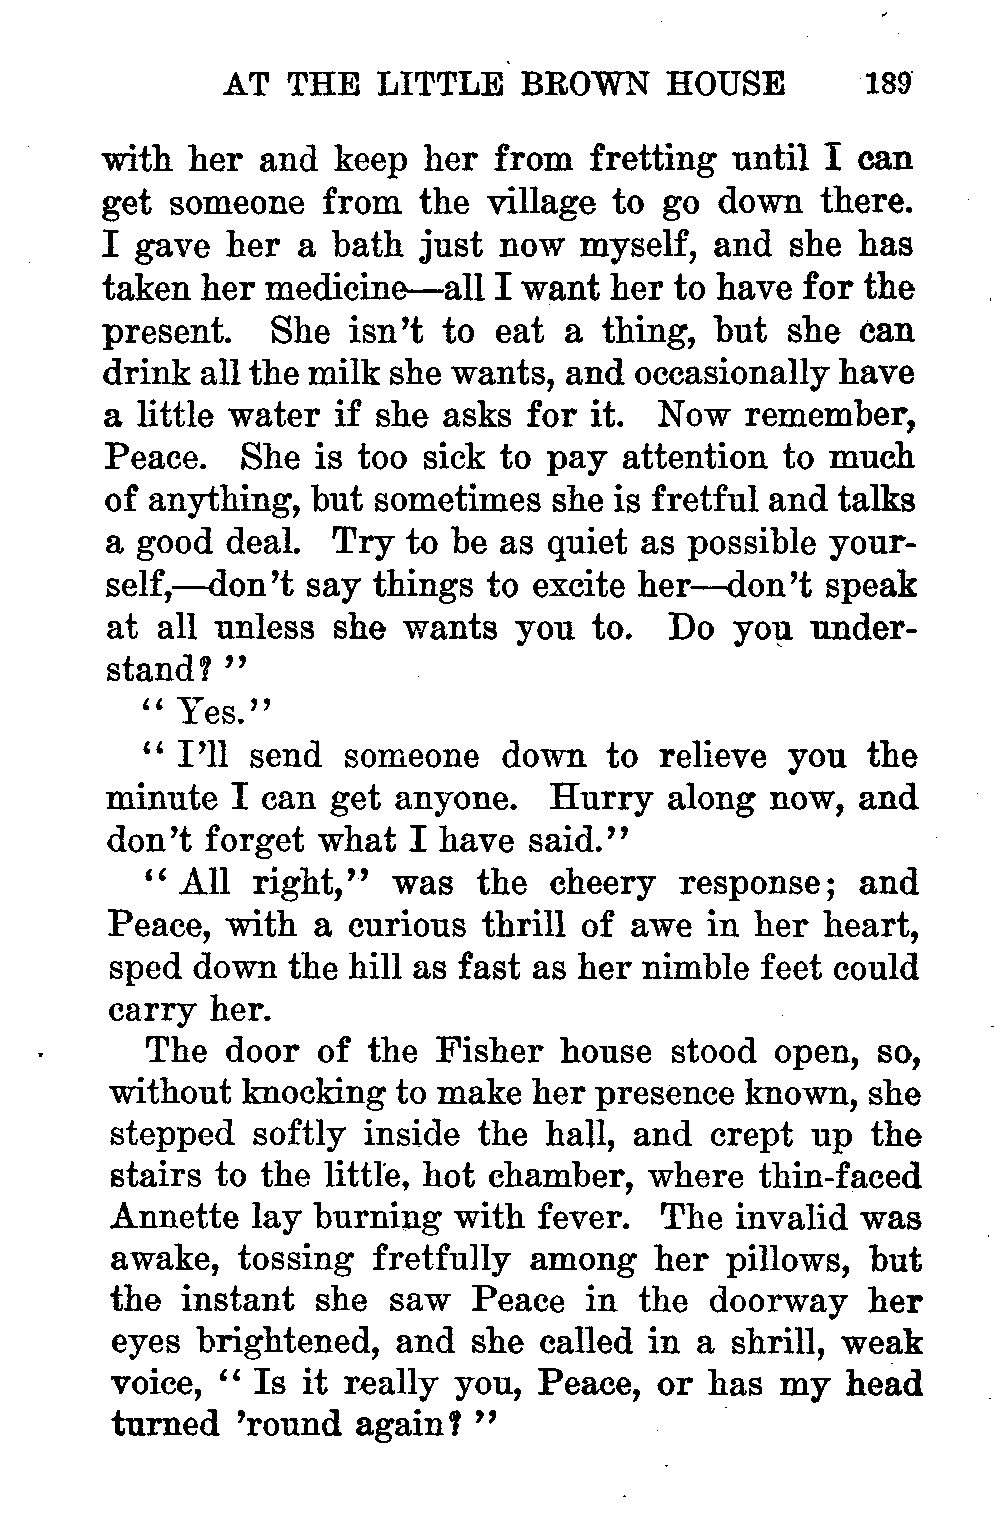 AT THE LITTLE BROWN HOUSE 189
with her and keep her from fretting until I can
get someone from the village to go down there.
I gave her a bath just now myself, and she has
taken her medicine—all I want her to have for the
present. She isn't to eat a thing, but she can
drink all the milk she wants, and occasionally have
a little water if she asks for it. Now remember,
Peace. She is too sick to pay attention to much
of anything, but sometimes she is fretful and talks
a good deal. Try to be as quiet as possible your-
self,—don't say things to excite her—don't speak
at all unless she wants you to. Do you under-
stand? "
" Yes."
" I'll send someone down to relieve you the
minute I can get anyone. Hurry along now, and
don't forget what I have said."
" All right," was the cheery response; and
Peace, with a curious thrill of awe in her heart,
sped down the hill as fast as her nimble feet could
carry her.
The door of the Fisher house stood open, so,
without knocking to make her presence known, she
stepped softly inside the hall, and crept up the
stairs to the little, hot chamber, where thin-faced
Annette lay burning with fever. The invalid was
awake, tossing fretfully among her pillows, but
the instant she saw Peace in the doorway her
eyes brightened, and she called in a shrill, weak
voice, " Is it really you, Peace, or has my head
turned 'round again? "